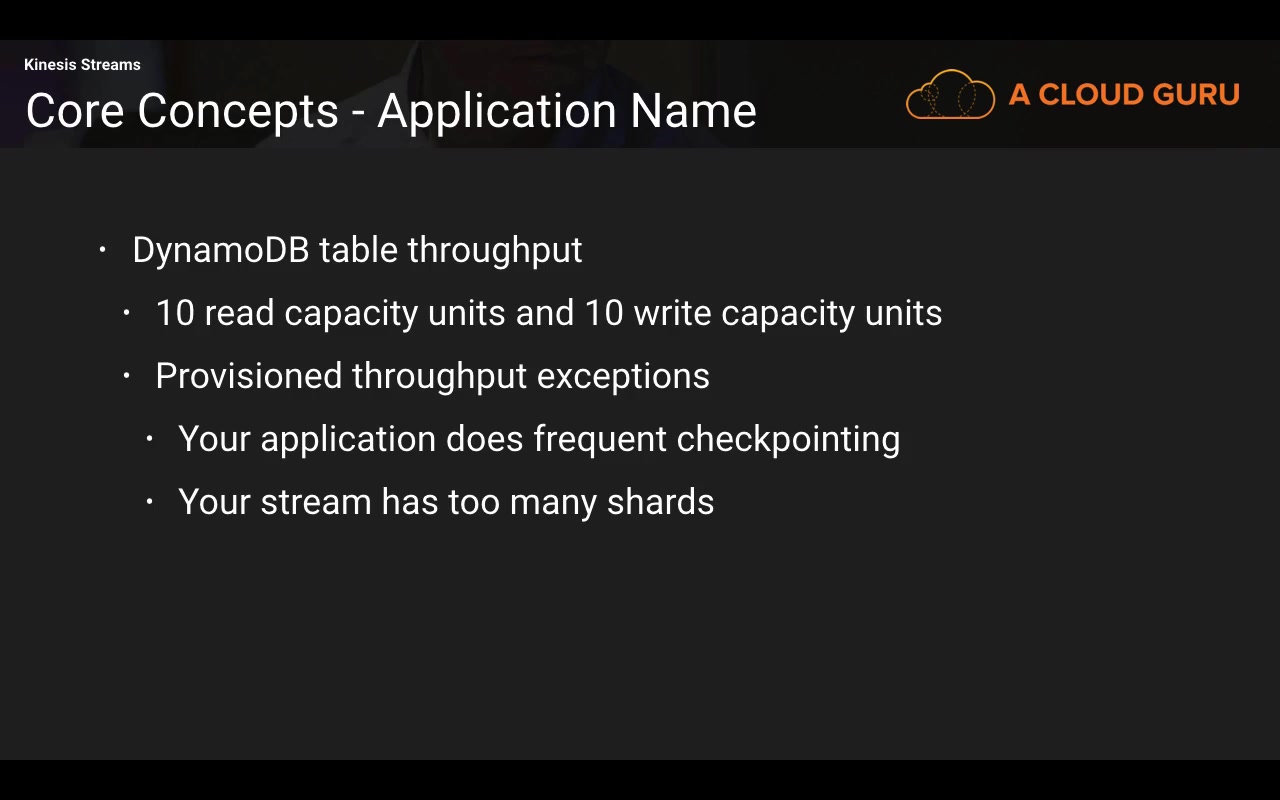 Kinesis Streams
Core Concepts - Application Name
A CLOUD GURU
• DynamoDB table throughput
• 10 read capacity units and 10 write capacity units
• Provisioned throughput exceptions
• Your application does frequent checkpointing
• Your stream has too many shards